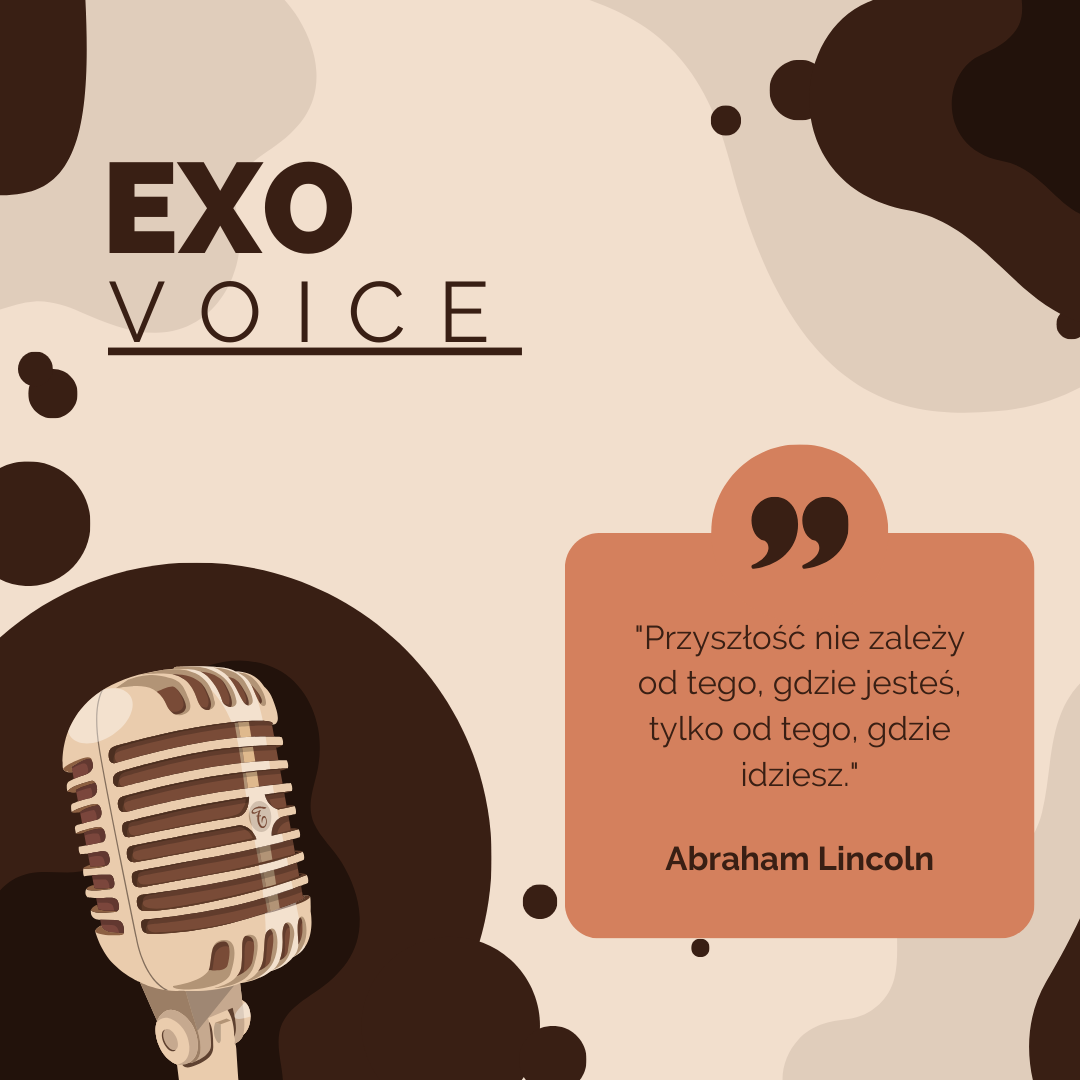 EXO
VOICE
"Przyszłość nie zależy
od tego, gdzie jesteś,
tylko od tego, gdzie
idziesz."
Abraham Lincoln